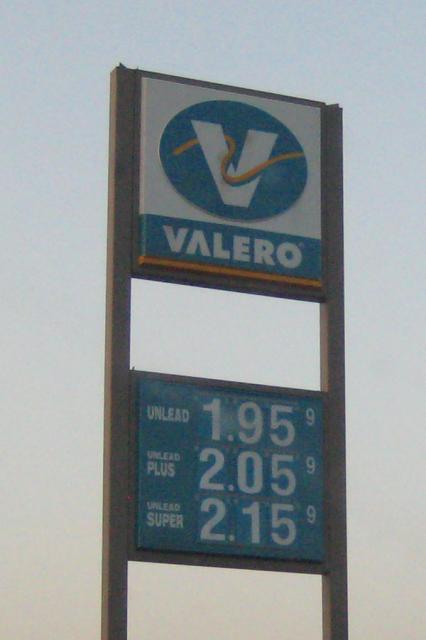 V
VALERO
UNLEAD 1.95 9
UNLEAD PLUS 2.05 9
UNLEAD SUPER 2.15 9